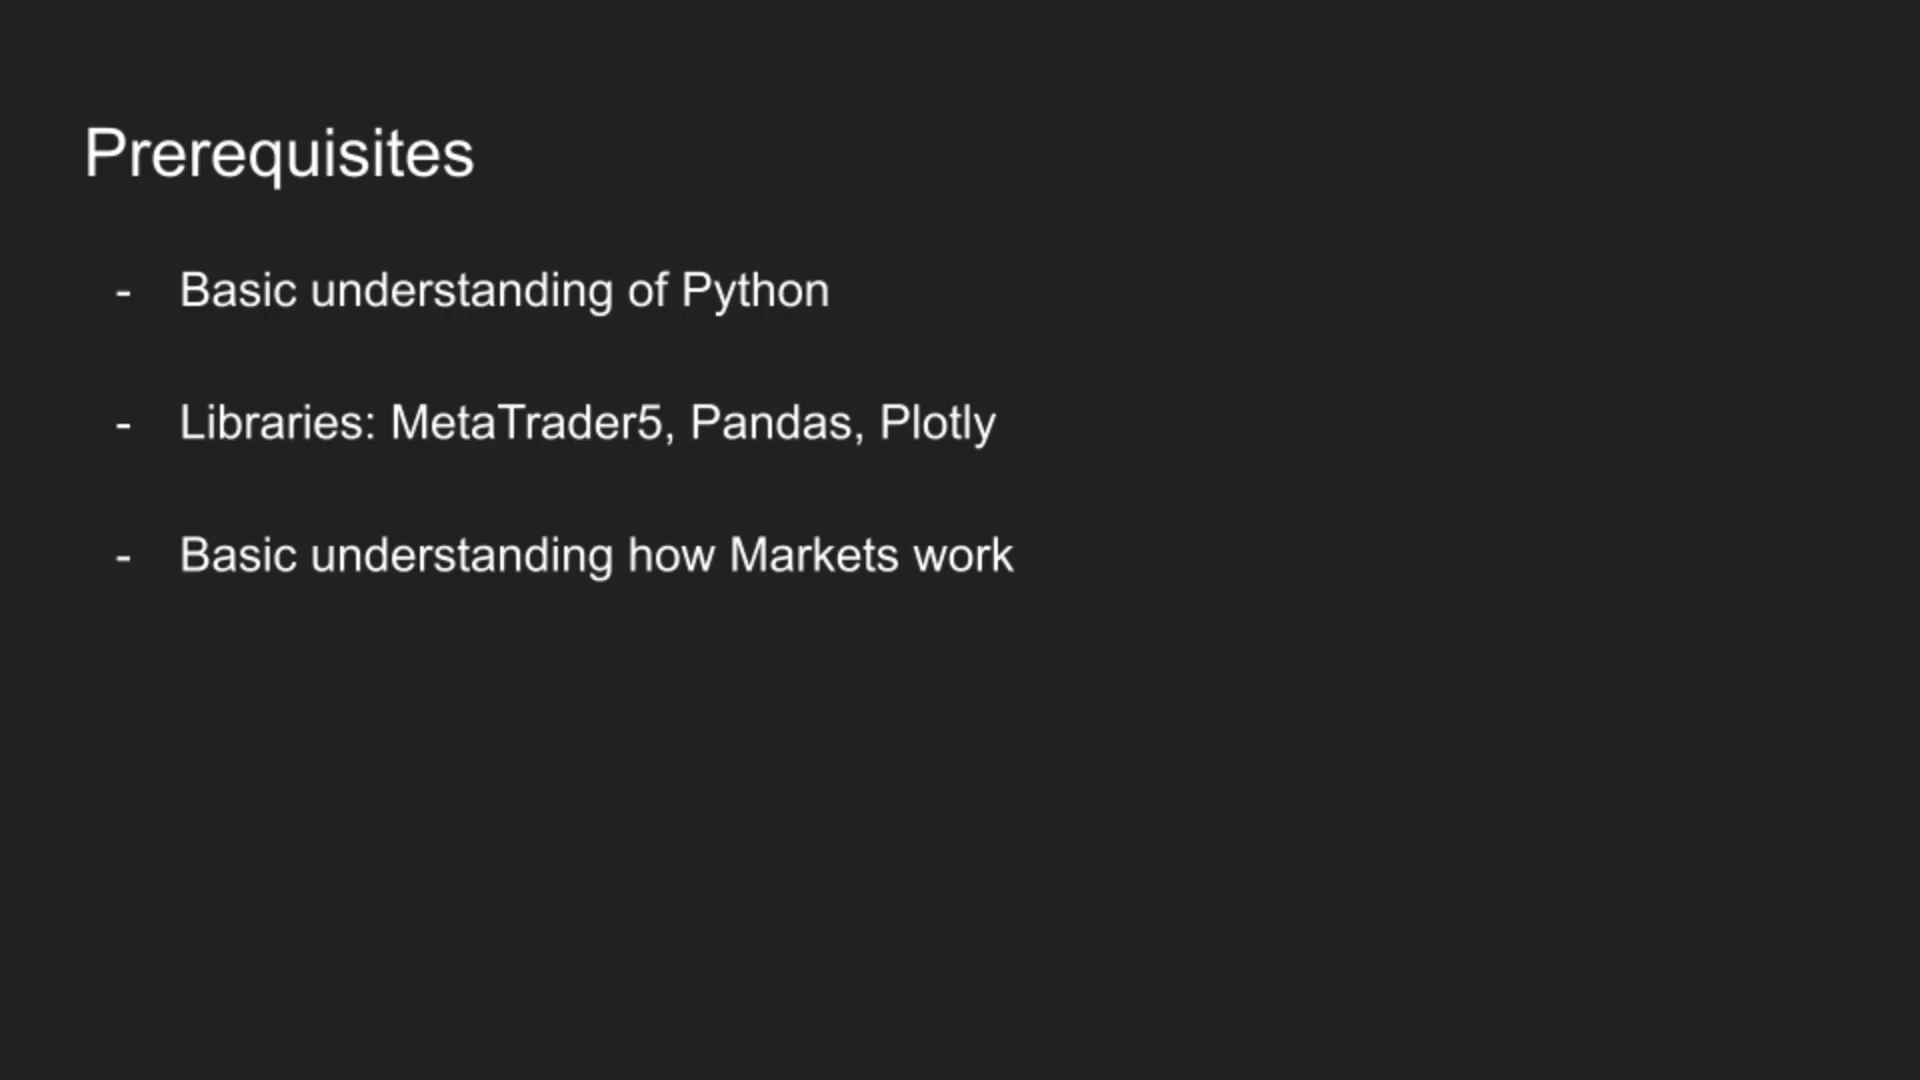 Prerequisites
- Basic understanding of Python
- Libraries: MetaTrader5, Pandas, Plotly
- Basic understanding how Markets work